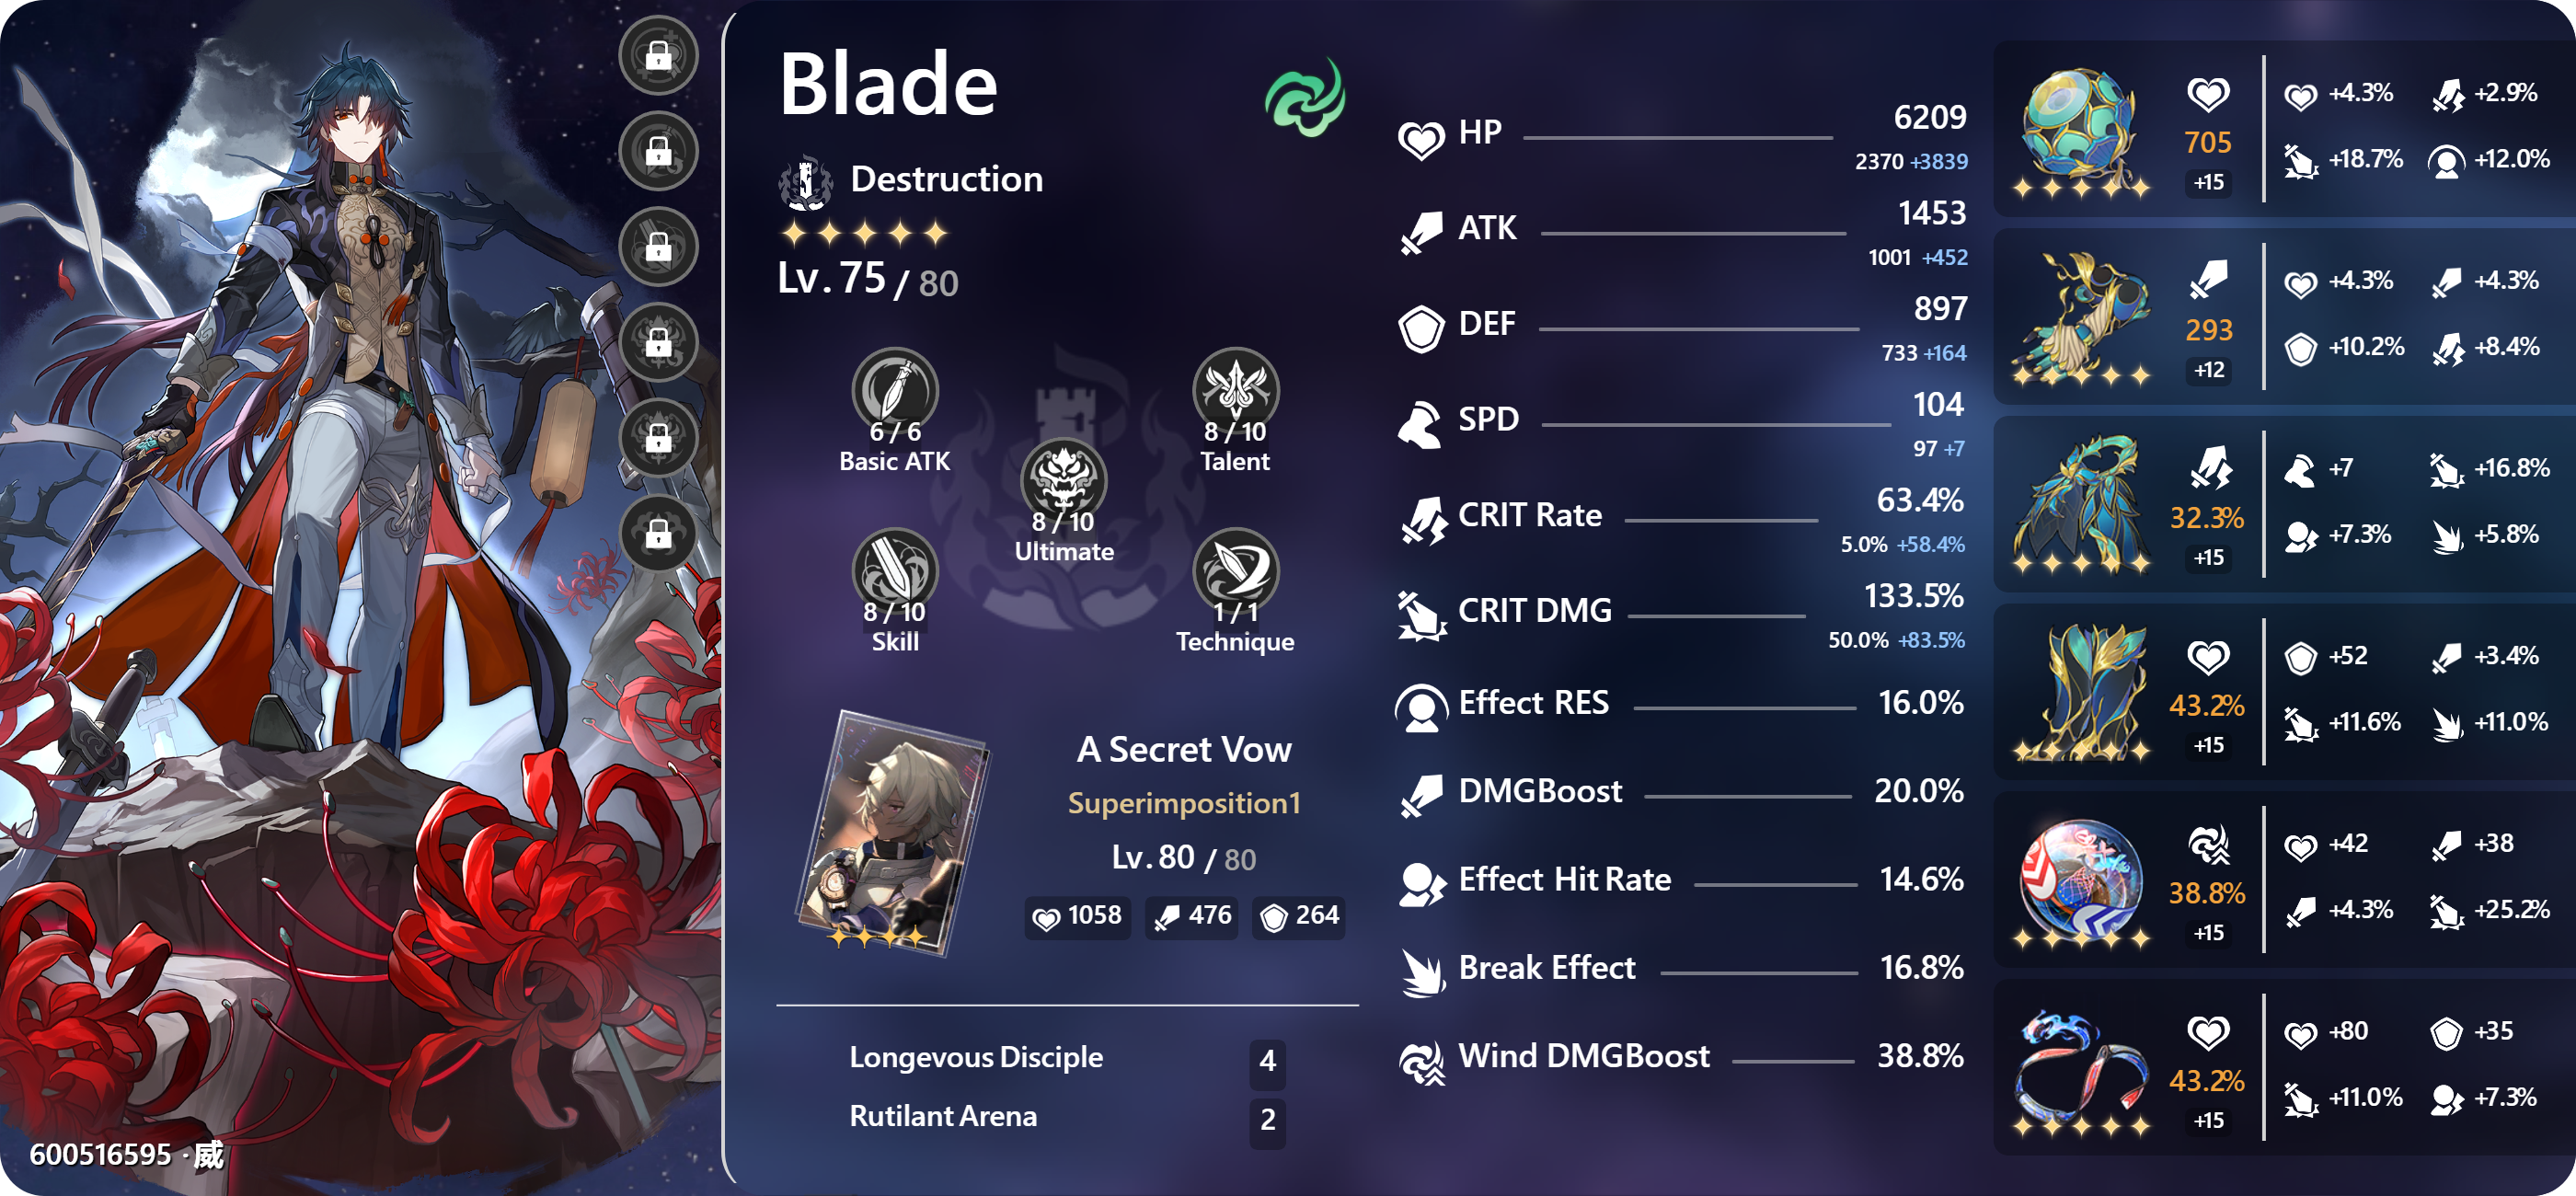 Blade
Destruction
Lv. 75 / 80
6 / 6
Basic ATK
8 / 10
Talent
8 / 10
Ultimate
8 / 10
Skill
1 / 1
Technique
A Secret Vow
Superimposition1
Lv. 80 / 80
1058 476 264
Longevous Disciple 4
Rutilant Arena 2
600516595 · 威
HP 6209
2370 +3839
ATK 1453
1001 +452
DEF 897
733 +164
SPD 104
97 +7
CRIT Rate 63.4%
5.0% +58.4%
CRIT DMG 133.5%
50.0% +83.5%
Effect RES 16.0%
DMGBoost 20.0%
Effect Hit Rate 14.6%
Break Effect 16.8%
Wind DMGBoost 38.8%
705
+15
+4.3% +2.9%
+18.7% +12.0%
293
+12
+4.3% +4.3%
+10.2% +8.4%
32.3%
+15
+7 +16.8%
+7.3% +5.8%
43.2%
+15
+52 +3.4%
+11.6% +11.0%
38.8%
+15
+42 +38
+4.3% +25.2%
43.2%
+15
+80 +35
+11.0% +7.3%